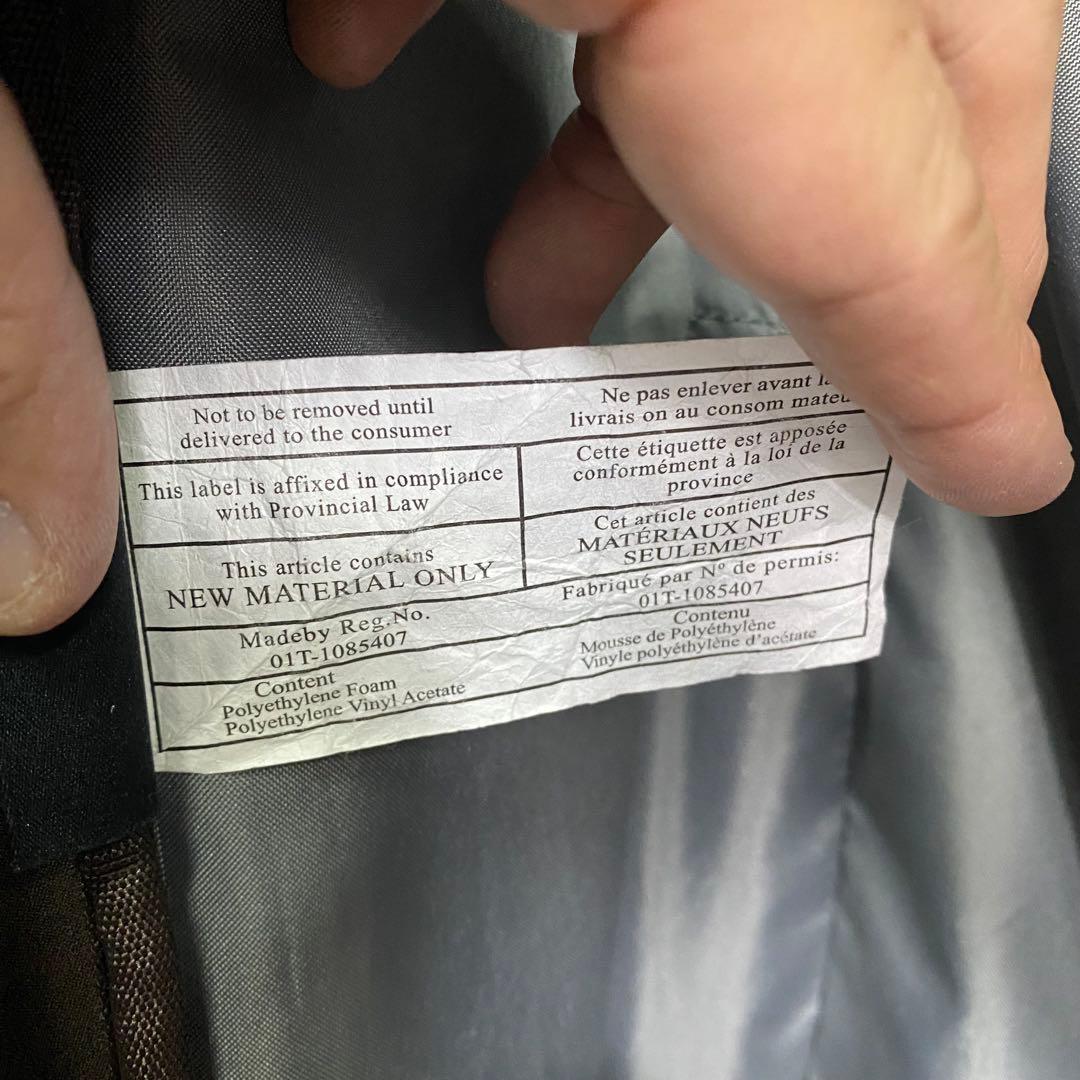 Not to be removed until
delivered to the consumer
Ne pas enlever avant
livrais on au consom
This label is affixed in compliance
with Provincial Law
Cette étiquette est apposée
conformément à la loi de la
province
This article contains
NEW MATERIAL ONLY
Cet article contient des
MATÉRIAUX NEUFS
SEULEMENT
Madeby Reg.No.
01T-1085407
Fabriqué par Nº de permis:
01T-1085407
Content
Polyethylene Foam
Polyethylene Vinyl Acetate
Contenu
Mousse de Polyéthylène
Vinyle polyéthylène d'acétate